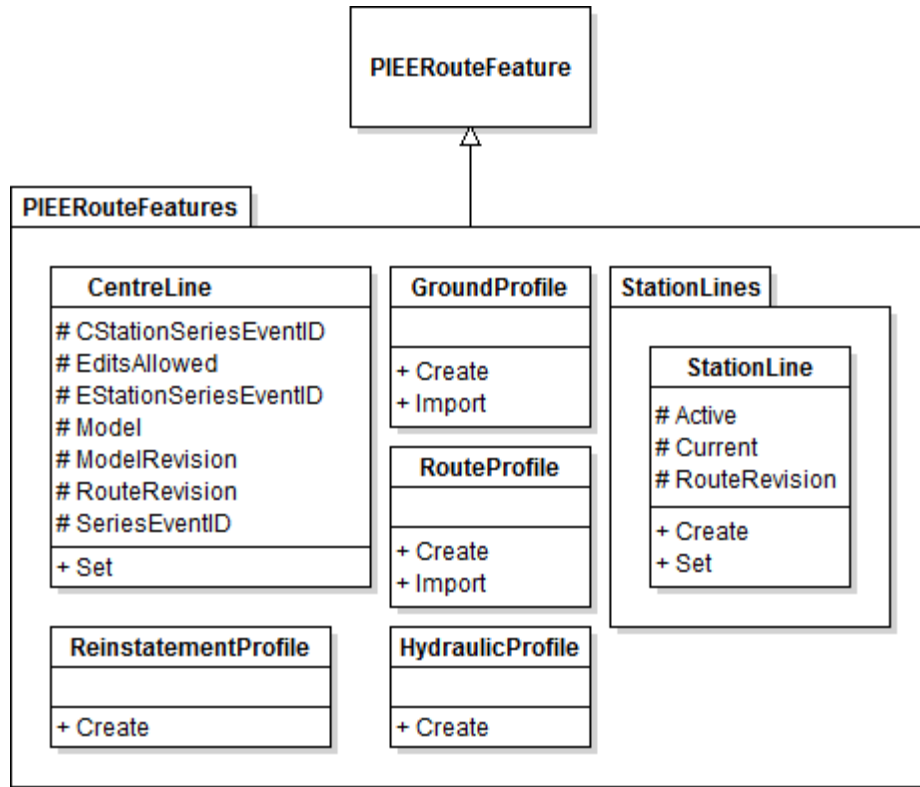 PIEERouteFeature
PIEERouteFeatures
CentreLine
# CStationSeriesEventID
# EditsAllowed
# EStationSeriesEventID
# Model
# ModelRevision
# RouteRevision
# SeriesEventID
+ Set
GroundProfile
+ Create
+ Import
RouteProfile
+ Create
+ Import
StationLines
StationLine
# Active
# Current
# RouteRevision
+ Create
+ Set
ReinstatementProfile
+ Create
HydraulicProfile
+ Create